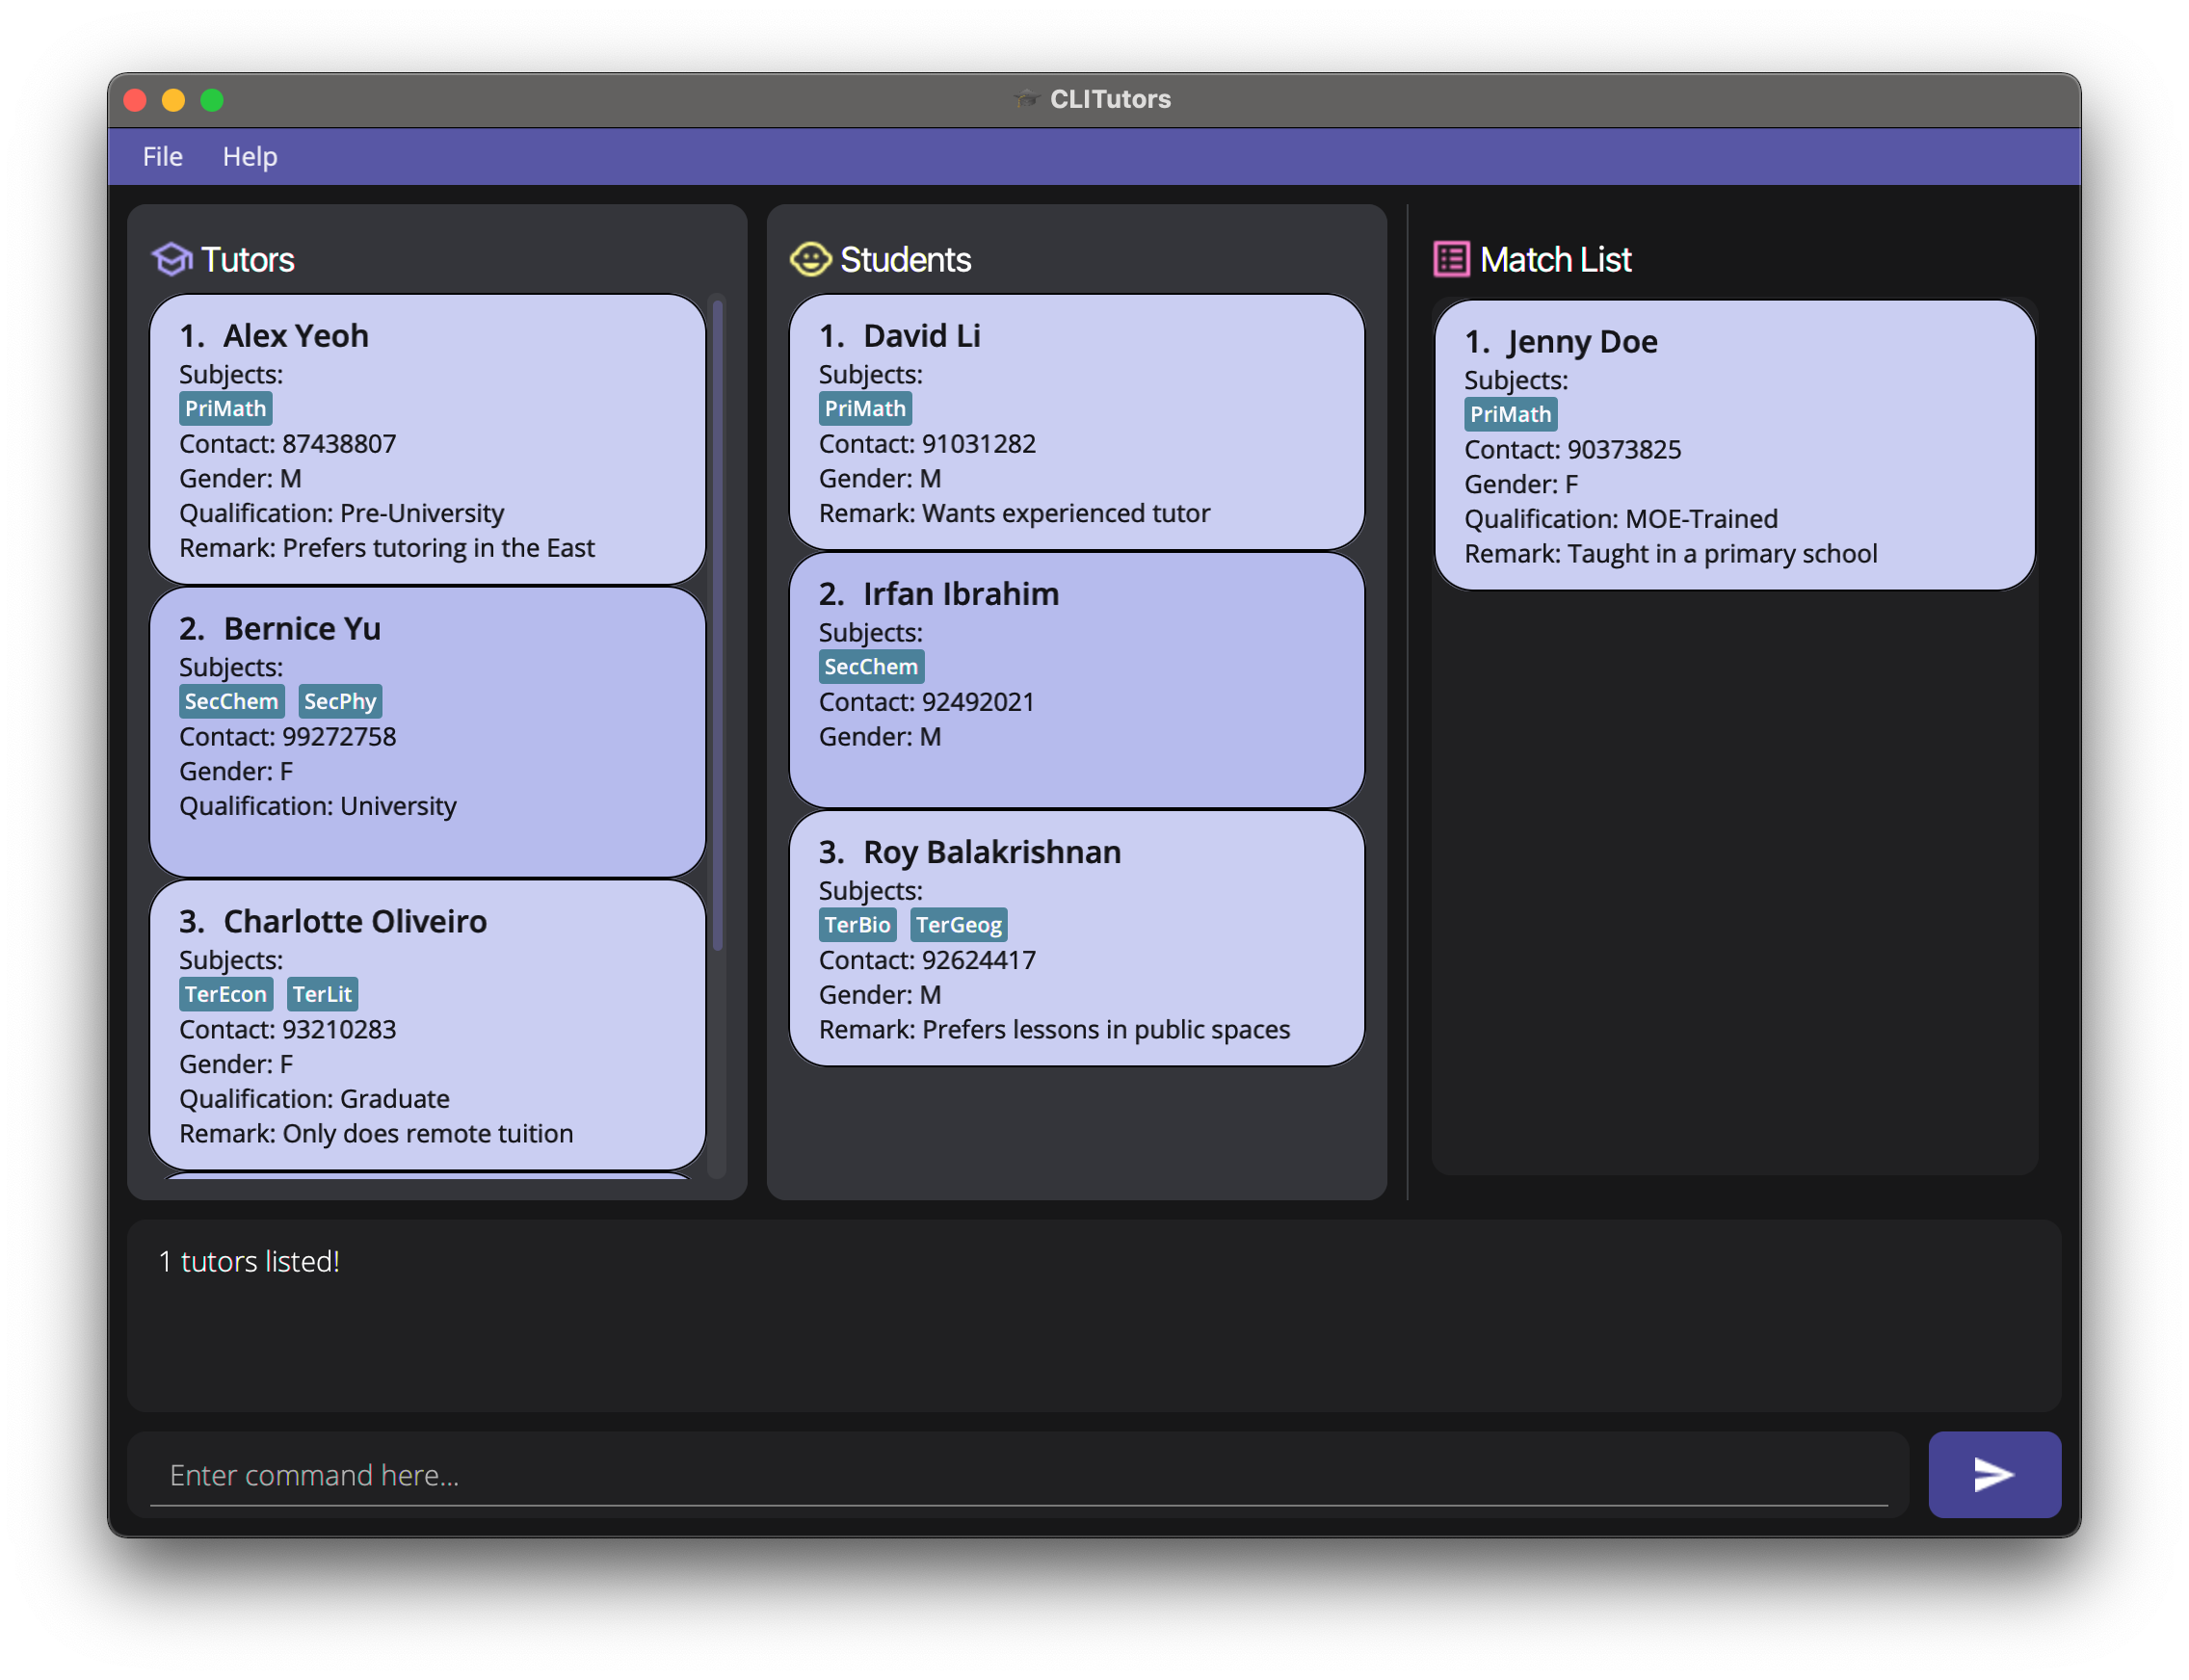 CLITutors
File Help
Tutors
1. Alex Yeoh
Subjects:
PriMath
Contact: 87438807
Gender: M
Qualification: Pre-University
Remark: Prefers tutoring in the East
2. Bernice Yu
Subjects:
SecChem SecPhy
Contact: 99272758
Gender: F
Qualification: University
3. Charlotte Oliveiro
Subjects:
TerEcon TerLit
Contact: 93210283
Gender: F
Qualification: Graduate
Remark: Only does remote tuition
Students
1. David Li
Subjects:
PriMath
Contact: 91031282
Gender: M
Remark: Wants experienced tutor
2. Irfan Ibrahim
Subjects:
SecChem
Contact: 92492021
Gender: M
3. Roy Balakrishnan
Subjects:
TerBio TerGeog
Contact: 92624417
Gender: M
Remark: Prefers lessons in public spaces
Match List
1. Jenny Doe
Subjects:
PriMath
Contact: 90373825
Gender: F
Qualification: MOE-Trained
Remark: Taught in a primary school
1 tutors listed!
Enter command here...